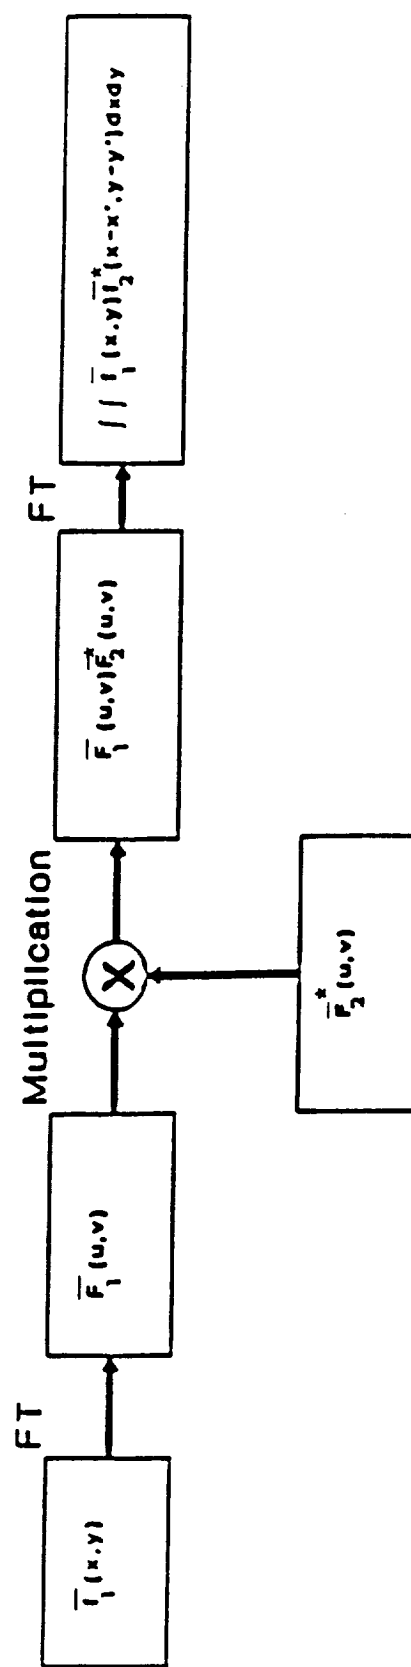 f̅₁(x,y)
FT
F̅₁(u,v)
Multiplication
X
F̅₂*(u,v)
F̅₁(u,v)F̅₂*(u,v)
FT
∫∫ f̅₁(x,y)f̅₂*(x-x',y-y')dxdy